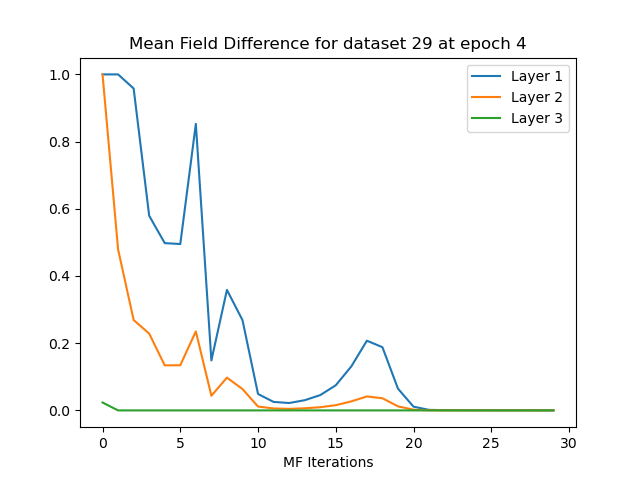 Mean Field Difference for dataset 29 at epoch 4
Layer 1
Layer 2
Layer 3
1.0
0.8
0.6
0.4
0.2
0.0
0 5 10 15 20 25 30
MF Iterations